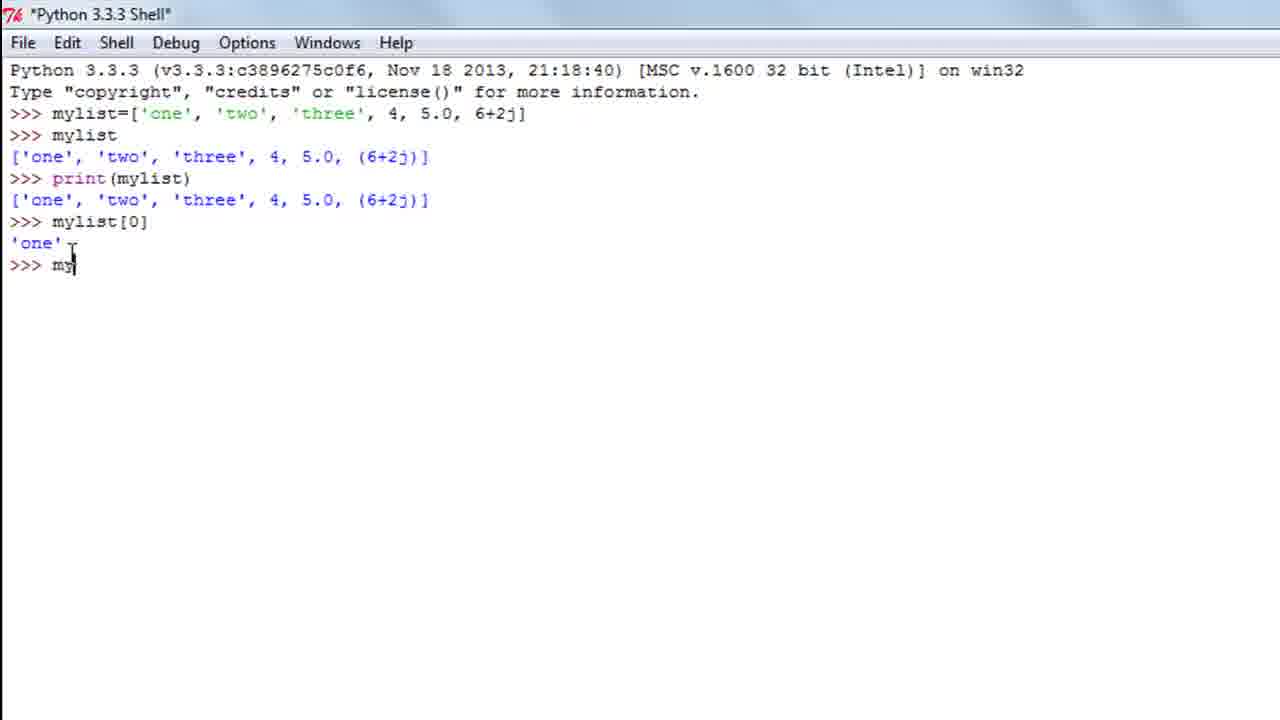 *Python 3.3.3 Shell*
File Edit Shell Debug Options Windows Help
Python 3.3.3 (v3.3.3:c3896275c0f6, Nov 18 2013, 21:18:40) [MSC v.1600 32 bit (Intel)] on win32
Type "copyright", "credits" or "license()" for more information.
>>> mylist=['one', 'two', 'three', 4, 5.0, 6+2j]
>>> mylist
['one', 'two', 'three', 4, 5.0, (6+2j)]
>>> print(mylist)
['one', 'two', 'three', 4, 5.0, (6+2j)]
>>> mylist[0]
'one'
>>> my